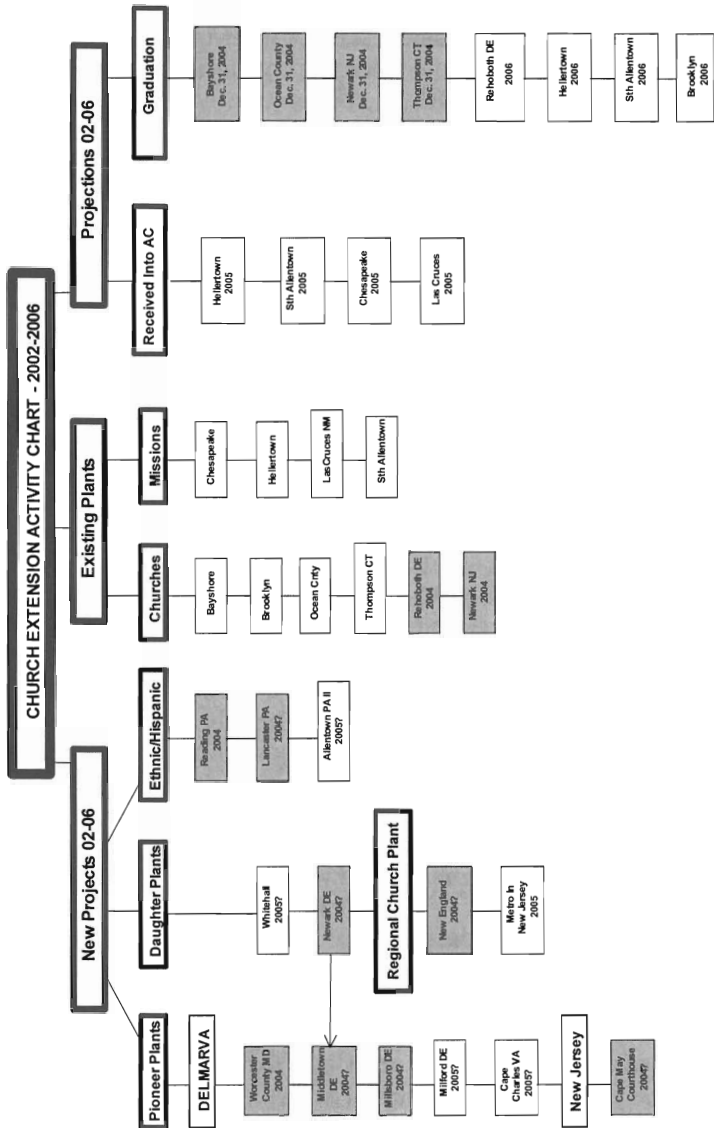 CHURCH EXTENSION ACTIVITY CHART - 2002-2006
New Projects 02-06
Existing Plants
Projections 02-06
Pioneer Plants
Daughter Plants
Ethnic/Hispanic
Churches
Missions
Received Into AC
Graduation
DELMARVA
Worcester
County MD
2004
Middletown
DE
2004?
Millsboro DE
2004?
Milford DE
2005?
Cape
Charles VA
2005?
New Jersey
Cape May
Courthouse
2004?
Whitehall
2005?
Newark DE
2004?
Regional Church Plant
New England
2004?
Metro In
New Jersey
2005
Reading PA
2004
Lancaster PA
2004?
Allentown PA II
2005?
Bayshore
Brooklyn
Ocean Cnty
Thompson CT
Rehoboth DE
2004
Newark NJ
2004
Chesapeake
Hellertown
LasCruces NM
Sth Allentown
Hellertown
2005
Sth Allentown
2005
Chesapeake
2005
Las Cruces
2005
Bayshore
Dec. 31, 2004
Ocean County
Dec. 31, 2004
Newark NJ
Dec. 31, 2004
Thompson CT
Dec. 31, 2004
Rehoboth DE
2006
Hellertown
2006
Sth Allentown
2006
Brooklyn
2006